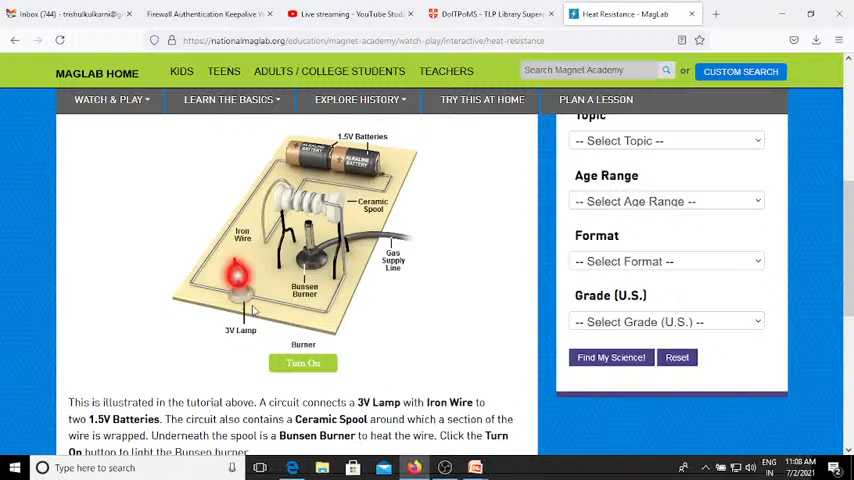 Inbox (744) - trishulkulkarni@g
Firewall Authentication Keepalive W
Live streaming - YouTube Studi
DoITPoMS - TLP Library Superc
Heat Resistance - MagLab
https://nationalmaglab.org/education/magnet-academy/watch-play/interactive/heat-resistance
MAGLAB HOME
KIDS
TEENS
ADULTS / COLLEGE STUDENTS
TEACHERS
Search Magnet Academy
or
CUSTOM SEARCH
WATCH & PLAY
LEARN THE BASICS
EXPLORE HISTORY
TRY THIS AT HOME
PLAN A LESSON
1.5V Batteries
ALKALINE BATTERY
ALKALINE BATTERY
Ceramic
Spool
Iron
Wire
Gas
Supply
Line
Bunsen
Burner
3V Lamp
Burner
Turn On
This is illustrated in the tutorial above. A circuit connects a 3V Lamp with Iron Wire to
two 1.5V Batteries. The circuit also contains a Ceramic Spool around which a section of the
wire is wrapped. Underneath the spool is a Bunsen Burner to heat the wire. Click the Turn
On button to light the Bunsen burner.
Topic
-- Select Topic --
Age Range
-- Select Age Range --
Format
-- Select Format --
Grade (U.S.)
-- Select Grade (U.S.) --
Find My Science!
Reset
Type here to search
ENG
IN
11:08 AM
7/2/2021
2